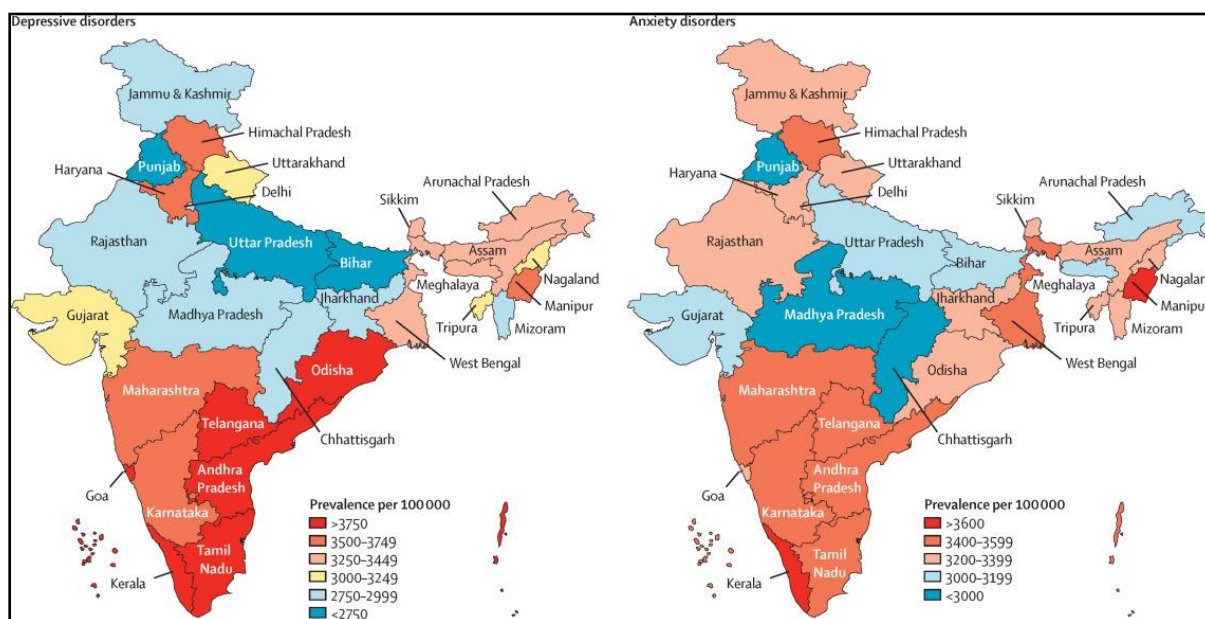 Depressive disorders
Jammu & Kashmir
Himachal Pradesh
Punjab
Uttarakhand
Haryana
Delhi
Arunachal Pradesh
Sikkim
Rajasthan
Uttar Pradesh
Assam
Bihar
Nagaland
Meghalaya
Manipur
Jharkhand
Gujarat
Madhya Pradesh
Tripura
Mizoram
West Bengal
Odisha
Maharashtra
Telangana
Chhattisgarh
Goa
Andhra
Pradesh
Karnataka
Tamil
Nadu
Kerala
Prevalence per 100 000
>3750
3500–3749
3250–3449
3000–3249
2750–2999
<2750
Anxiety disorders
Jammu & Kashmir
Himachal Pradesh
Punjab
Uttarakhand
Haryana
Delhi
Arunachal Pradesh
Sikkim
Rajasthan
Uttar Pradesh
Assam
Bihar
Nagalan
Meghalaya
Manipur
Jharkhand
Gujarat
Madhya Pradesh
Tripura
Mizoram
West Bengal
Odisha
Maharashtra
Telangana
Chhattisgarh
Goa
Andhra
Pradesh
Karnataka
Tamil
Nadu
Kerala
Prevalence per 100 000
>3600
3400–3599
3200–3399
3000–3199
<3000